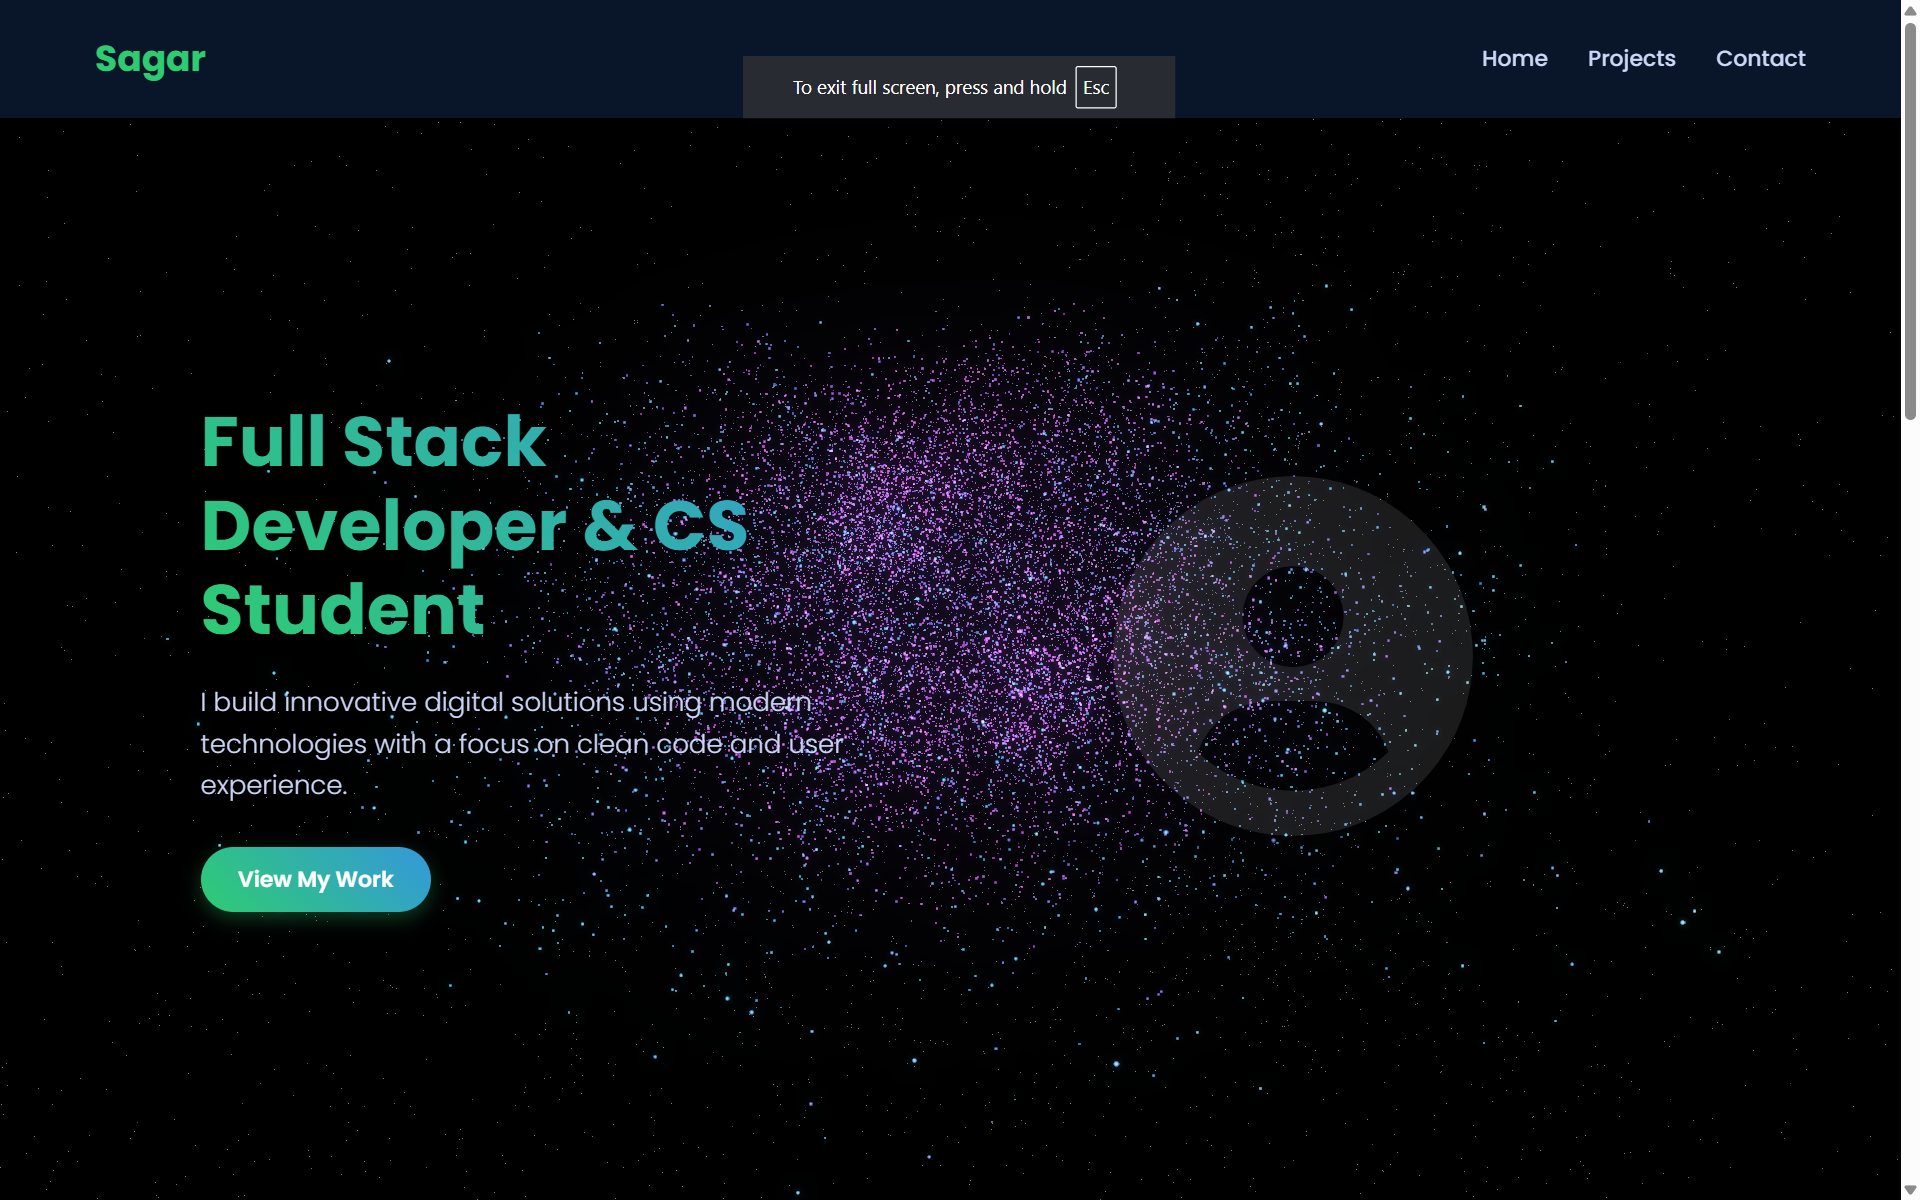 Sagar
Home Projects Contact
To exit full screen, press and hold Esc
Full Stack
Developer & CS
Student
I build innovative digital solutions using modern
technologies with a focus on clean code and user
experience.
View My Work